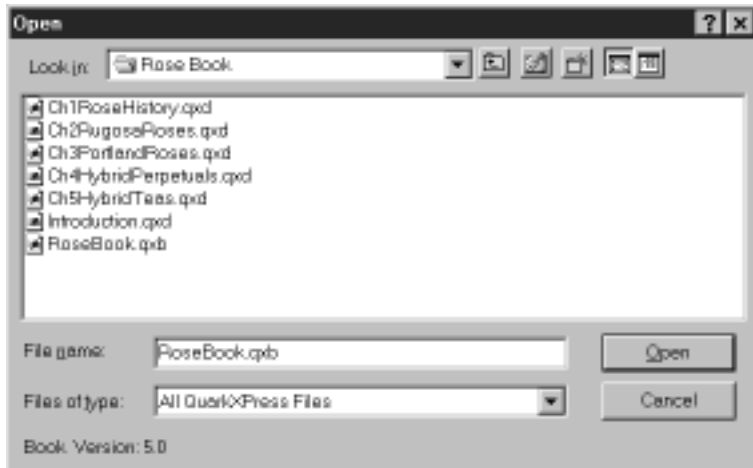 Open
Look in: Rose Book
Ch1RoseHistory.qxd
Ch2RugosaRoses.qxd
Ch3PortlandRoses.qxd
Ch4HybridPerpetuals.qxd
Ch5HybridTeas.qxd
Introduction.qxd
RoseBook.qxb
File name: RoseBook.qxb Open
Files of type: All QuarkXPress Files Cancel
Book Version: 5.0